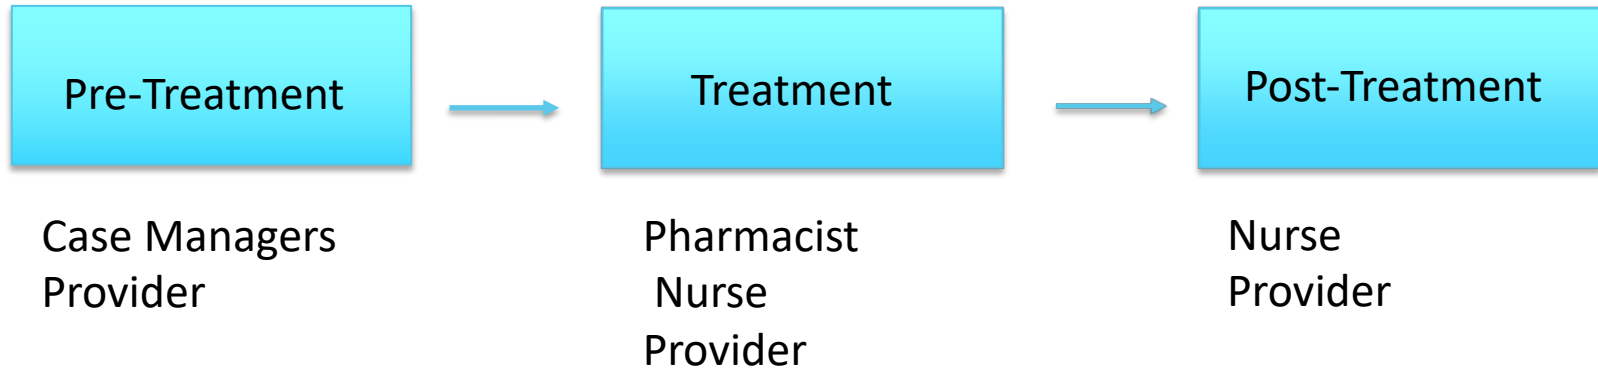 Pre-Treatment
Case Managers
Provider
Treatment
Pharmacist
Nurse
Provider
Post-Treatment
Nurse
Provider